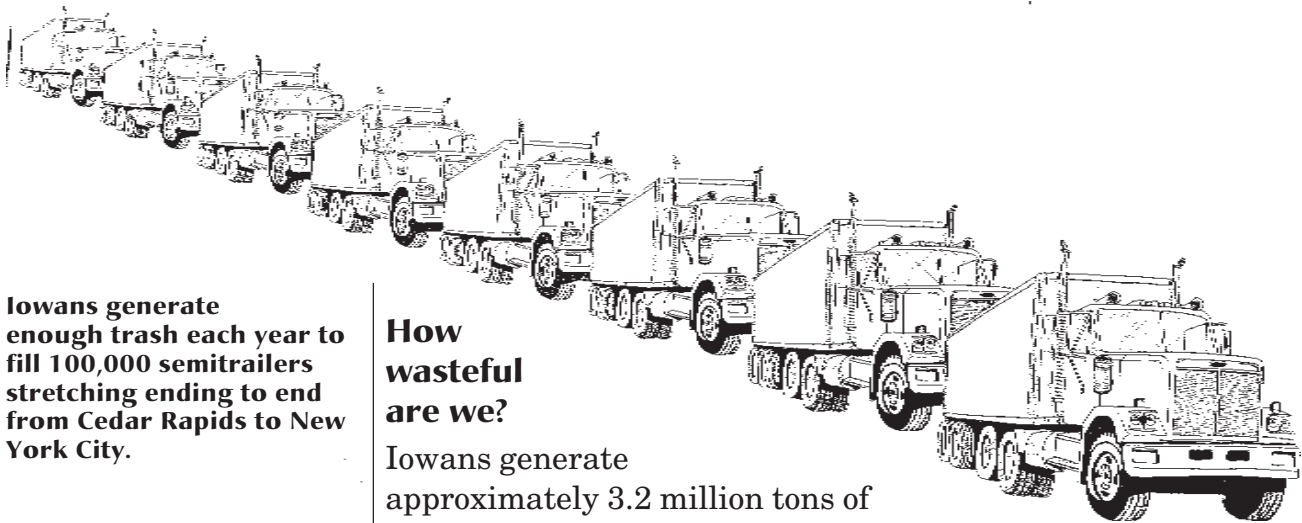 Iowans generate
enough trash each year to
fill 100,000 semitrailers
stretching ending to end
from Cedar Rapids to New
York City.
How
wasteful
are we?
Iowans generate
approximately 3.2 million tons of